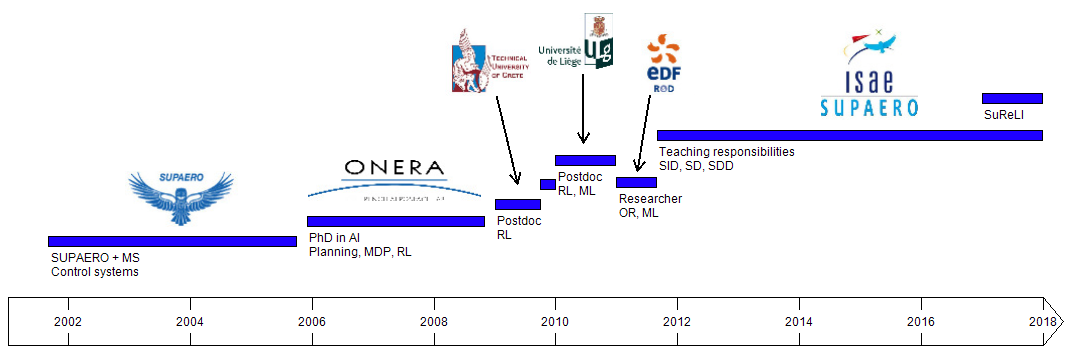 TECHNICAL
UNIVERSITY
OF CRETE
Université
de Liège
ulg
eDF
R&D
isae
SUPAERO
SuReLI
Teaching responsibilities
SID, SD, SDD
SUPAERO
ONERA
Postdoc
RL, ML
Researcher
OR, ML
Postdoc
RL
PhD in AI
Planning, MDP, RL
SUPAERO + MS
Control systems
2002
2004
2006
2008
2010
2012
2014
2016
2018